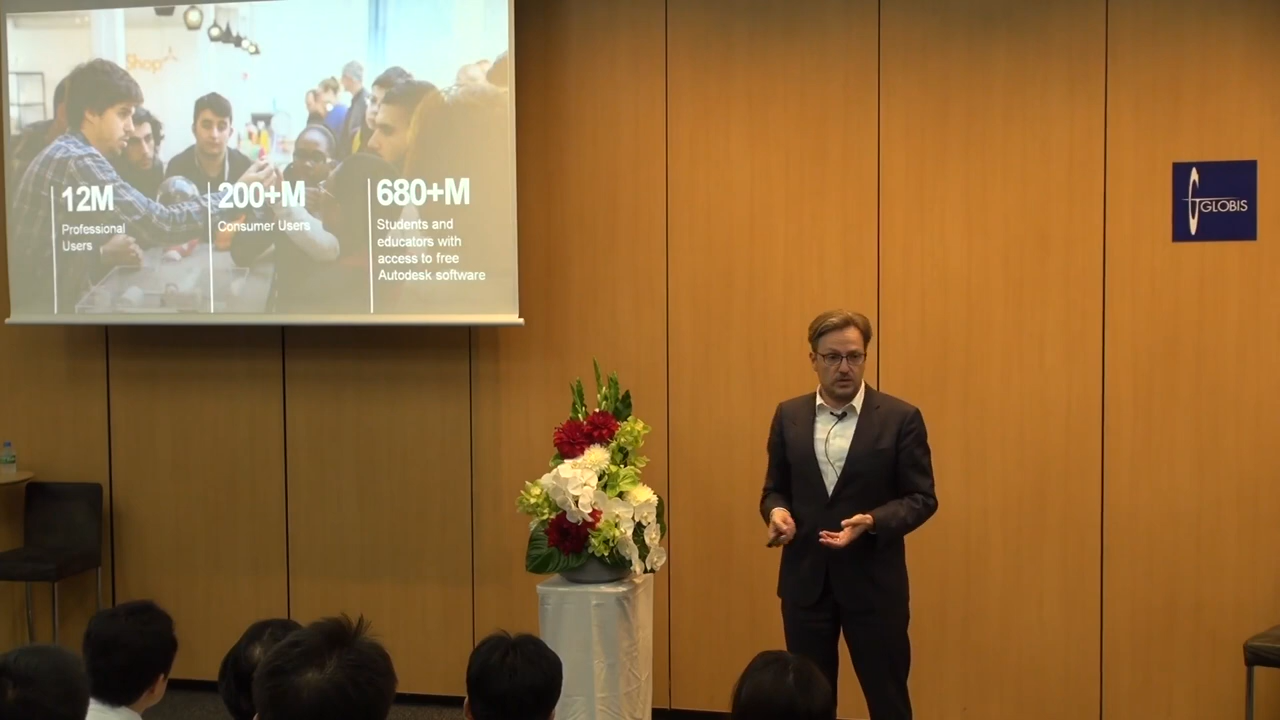 Shop
12M
Professional
Users
200+M
Consumer Users
680+M
Students and
educators with
access to free
Autodesk software
GLOBIS